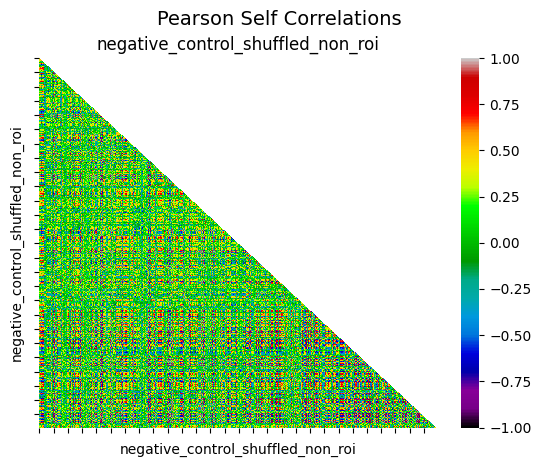 Pearson Self Correlations
negative_control_shuffled_non_roi
1.00
0.75
0.50
0.25
0.00
−0.25
−0.50
−0.75
−1.00
negative_control_shuffled_non_roi
negative_control_shuffled_non_roi